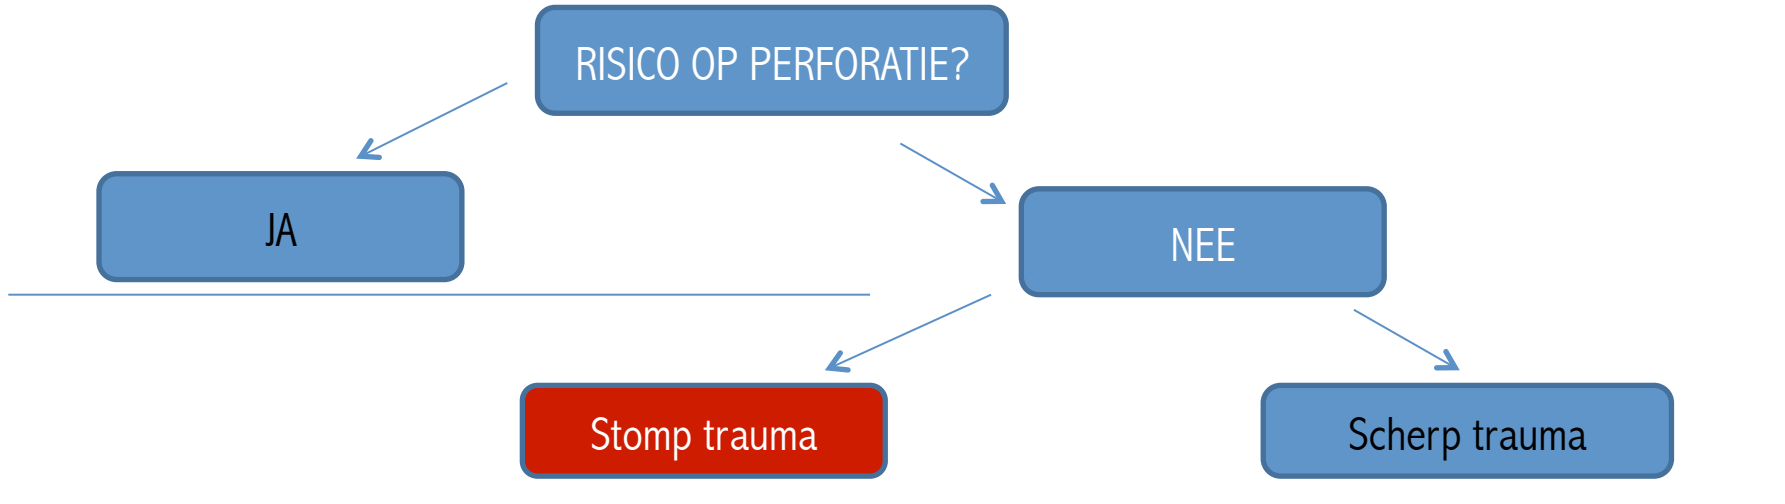 RISICO OP PERFORATIE?
JA
NEE
Stomp trauma
Scherp trauma